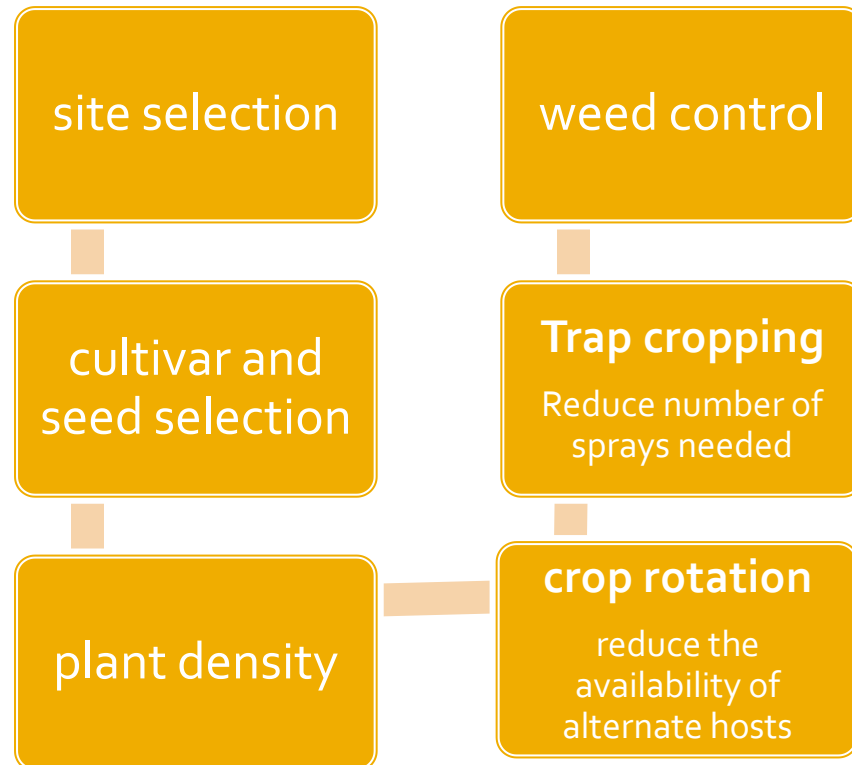 site selection
cultivar and
seed selection
plant density
crop rotation
reduce the
availability of
alternate hosts
Trap cropping
Reduce number of
sprays needed
weed control